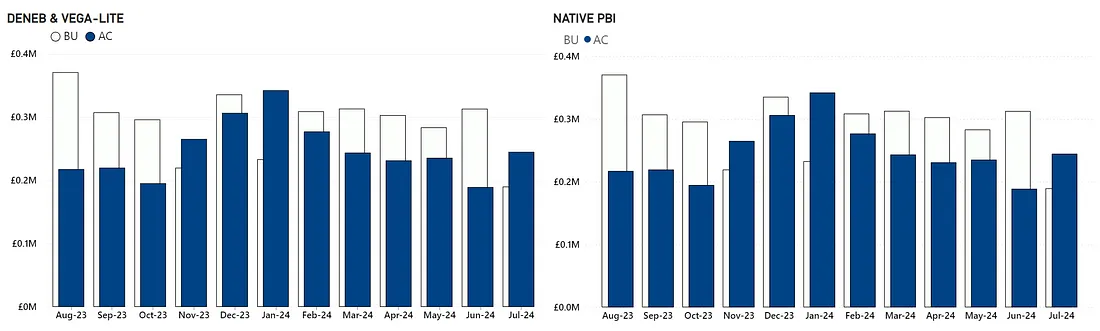 DENEB & VEGA-LITE
BU AC
£0.4M
£0.3M
£0.2M
£0.1M
£0M
Aug-23 Sep-23 Oct-23 Nov-23 Dec-23 Jan-24 Feb-24 Mar-24 Apr-24 May-24 Jun-24 Jul-24
NATIVE PBI
BU AC
£0.4M
£0.3M
£0.2M
£0.1M
£0.0M
Aug-23 Sep-23 Oct-23 Nov-23 Dec-23 Jan-24 Feb-24 Mar-24 Apr-24 May-24 Jun-24 Jul-24